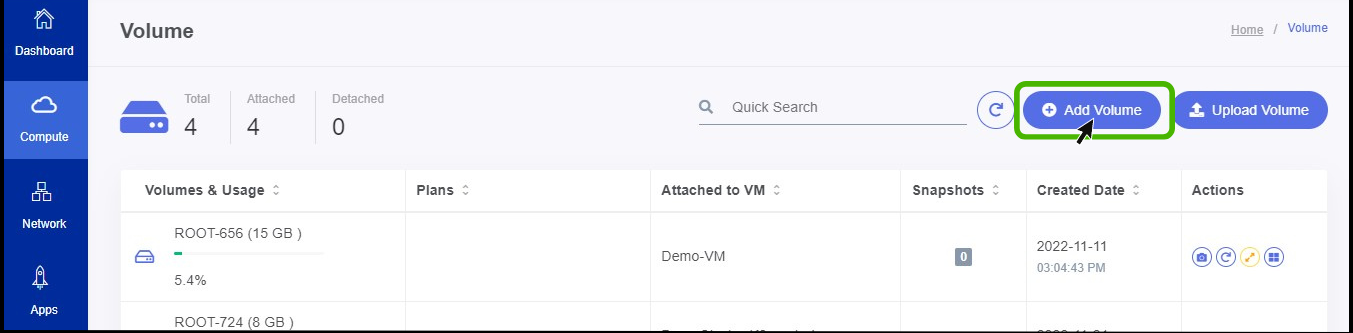 Dashboard
Compute
Network
Apps
Volume
Home / Volume
Total
4
Attached
4
Detached
0
Quick Search
Add Volume
Upload Volume
Volumes & Usage
Plans
Attached to VM
Snapshots
Created Date
Actions
ROOT-656 (15 GB )
5.4%
Demo-VM
0
2022-11-11
03:04:43 PM
ROOT-724 (8 GB )